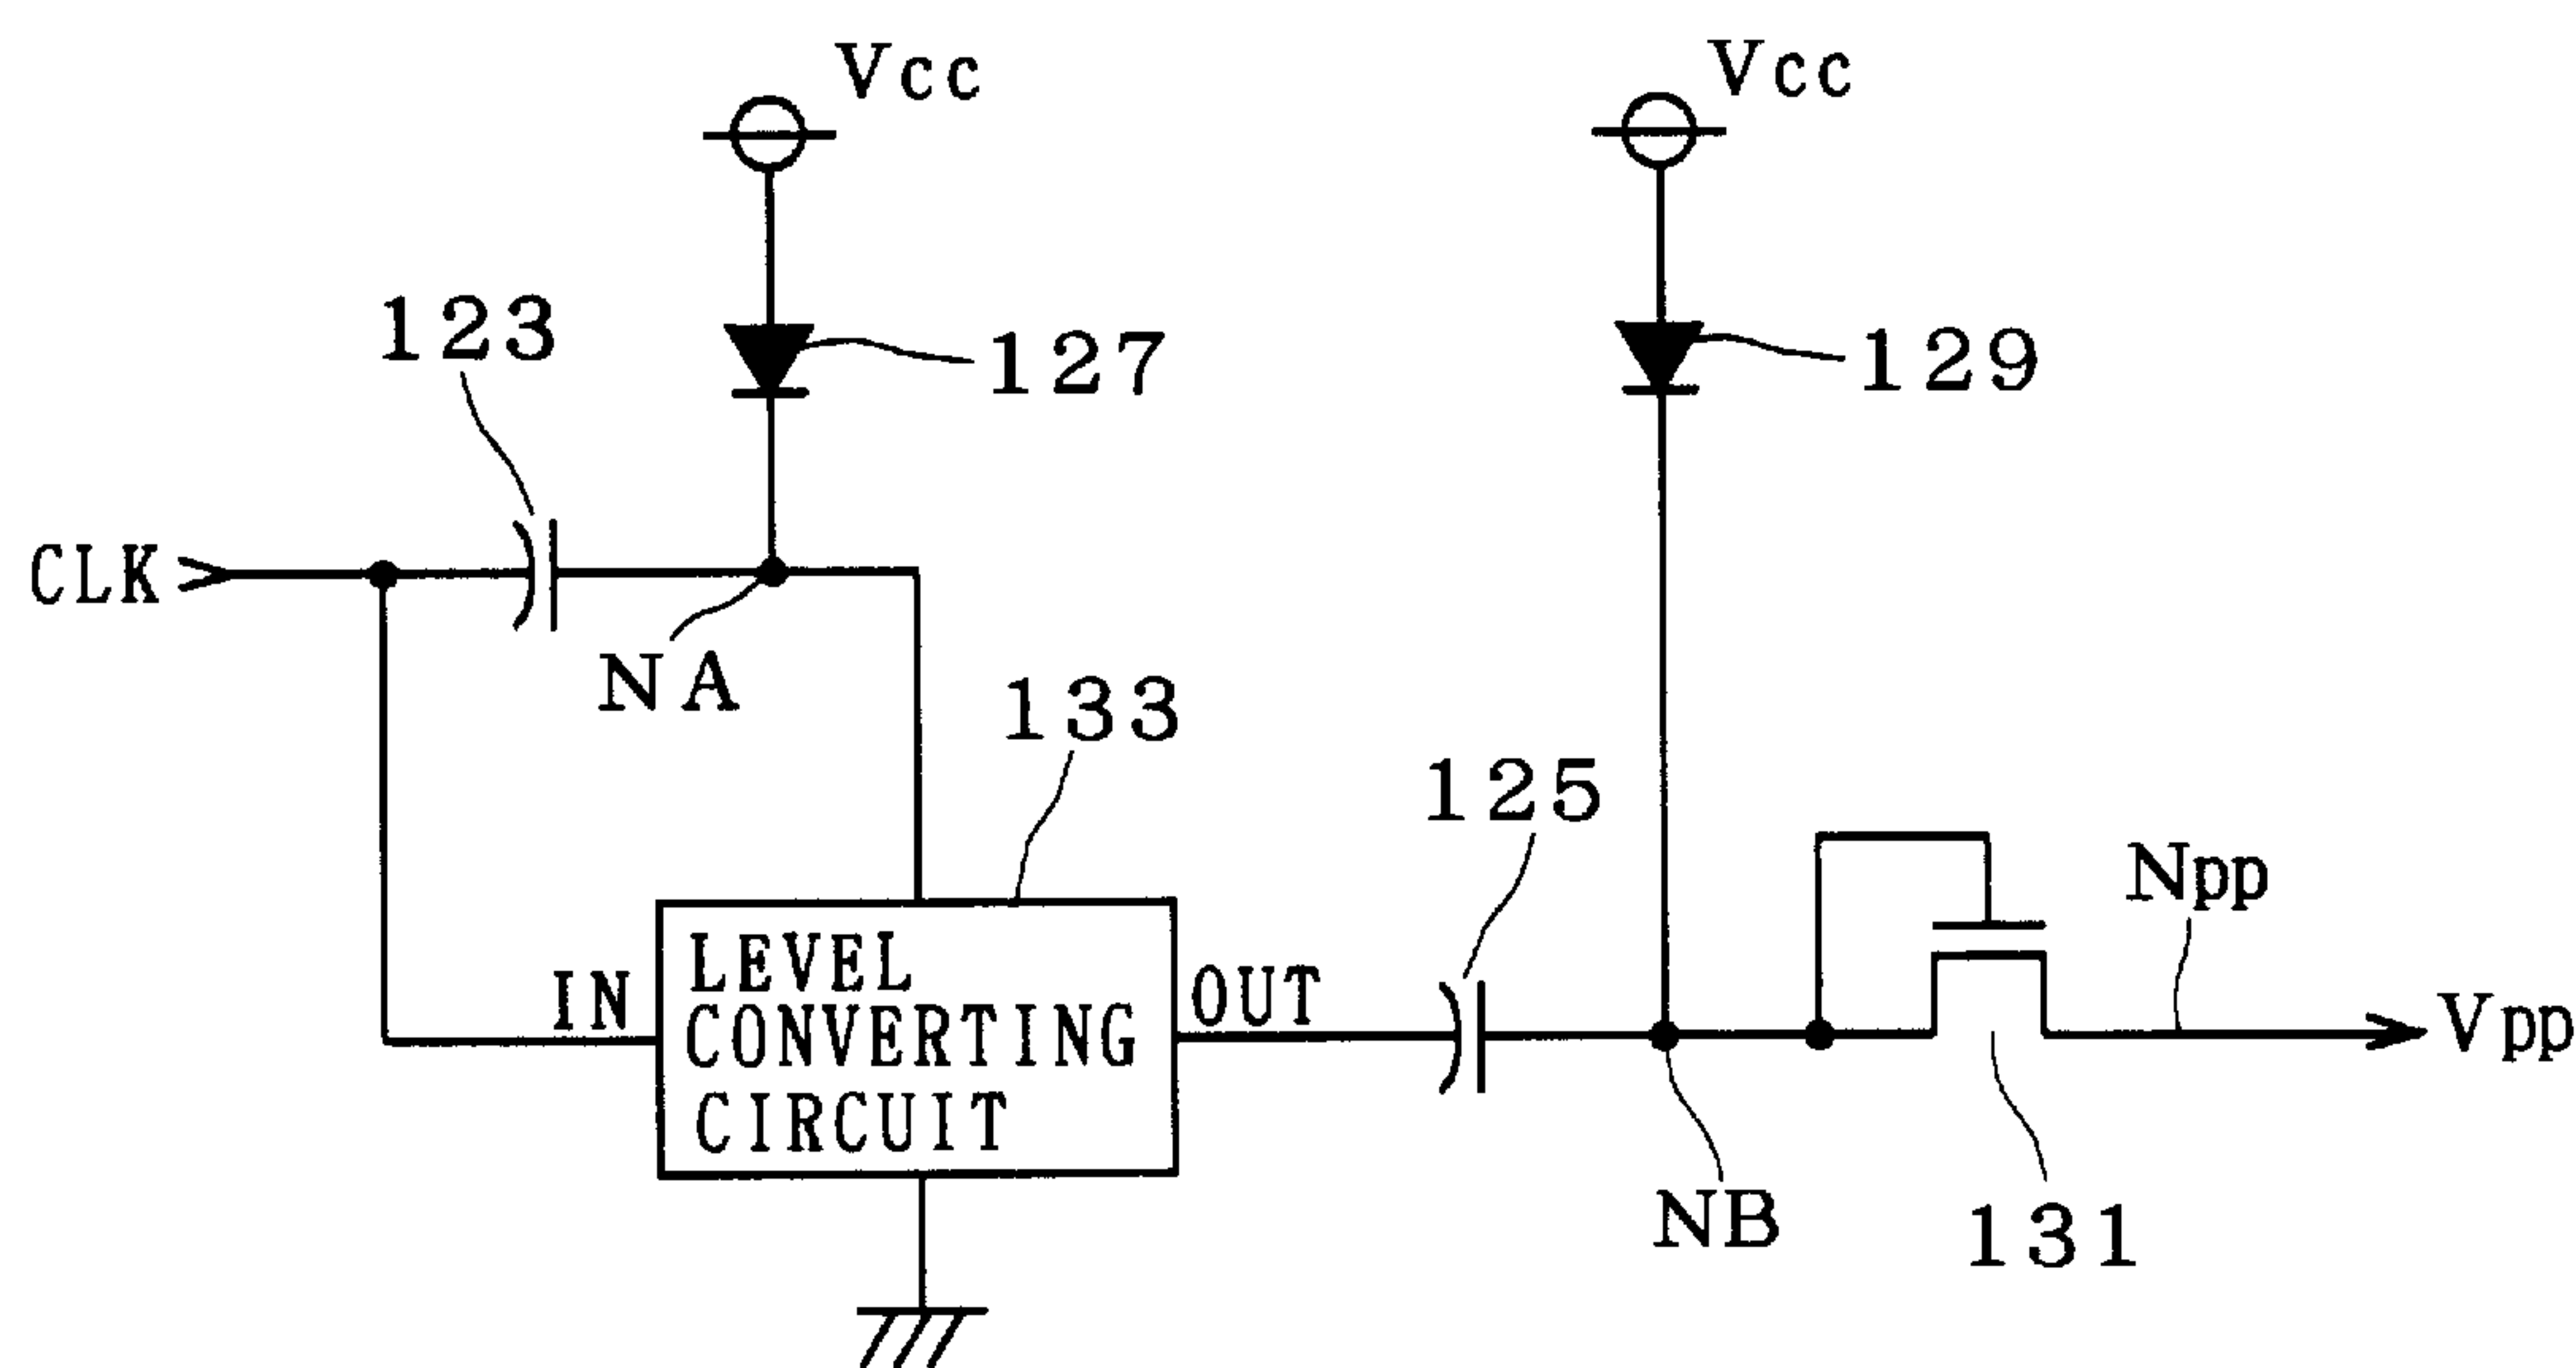 Vcc
Vcc
123
127
129
CLK
NA
133
125
Npp
IN
LEVEL
CONVERTING
CIRCUIT
OUT
Vpp
NB
131